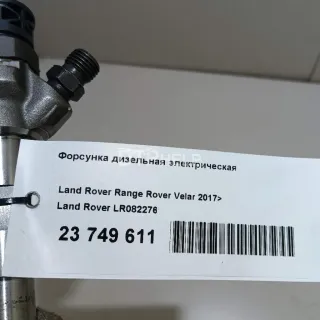 Форсунка дизельная электрическая
Land Rover Range Rover Velar 2017>
Land Rover LR082276
23 749 611